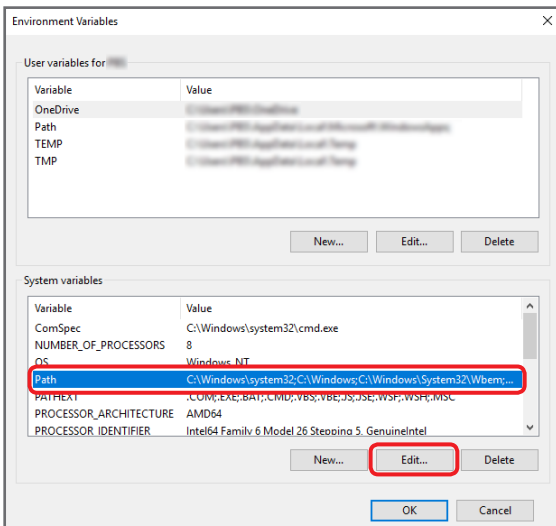 Environment Variables
User variables for
Variable Value
OneDrive
Path
TEMP
TMP
New... Edit... Delete
System variables
Variable Value
ComSpec C:\Windows\system32\cmd.exe
NUMBER_OF_PROCESSORS 8
OS Windows_NT
Path C:\Windows\system32;C:\Windows;C:\Windows\System32\Wbem;...
PATHEXT .COM;.EXE;.BAT;.CMD;.VBS;.VBE;.JS;.JSE;.WSF;.WSH;.MSC
PROCESSOR_ARCHITECTURE AMD64
PROCESSOR_IDENTIFIER Intel64 Family 6 Model 26 Stepping 5, GenuineIntel
New... Edit... Delete
OK Cancel